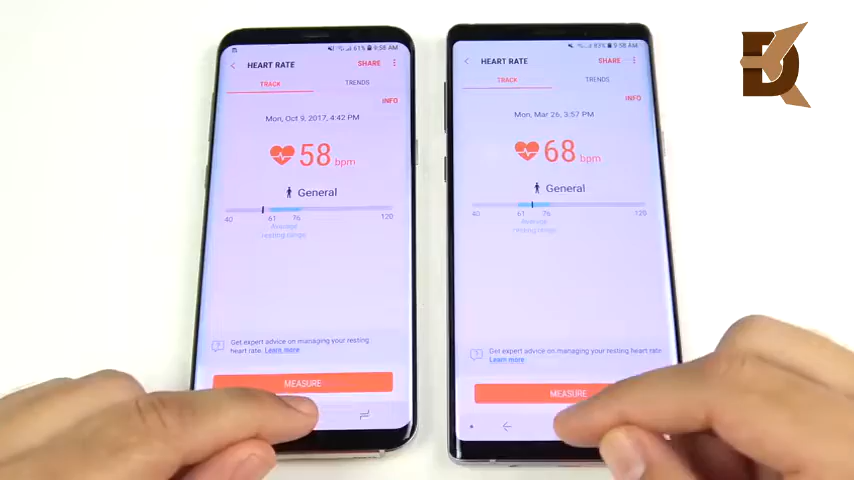 61% 9:58 AM
HEART RATE
SHARE
TRACK
TRENDS
INFO
Mon, Oct 9, 2017, 4:42 PM
58 bpm
General
40
61
76
120
Average
resting range
Get expert advice on managing your resting
heart rate. Learn more
MEASURE
83% 9:58 AM
HEART RATE
SHARE
TRACK
TRENDS
INFO
Mon, Mar 26, 3:57 PM
68 bpm
General
40
61
76
120
Average
resting range
Get expert advice on managing your resting heart rate
Learn more
MEASURE
DK